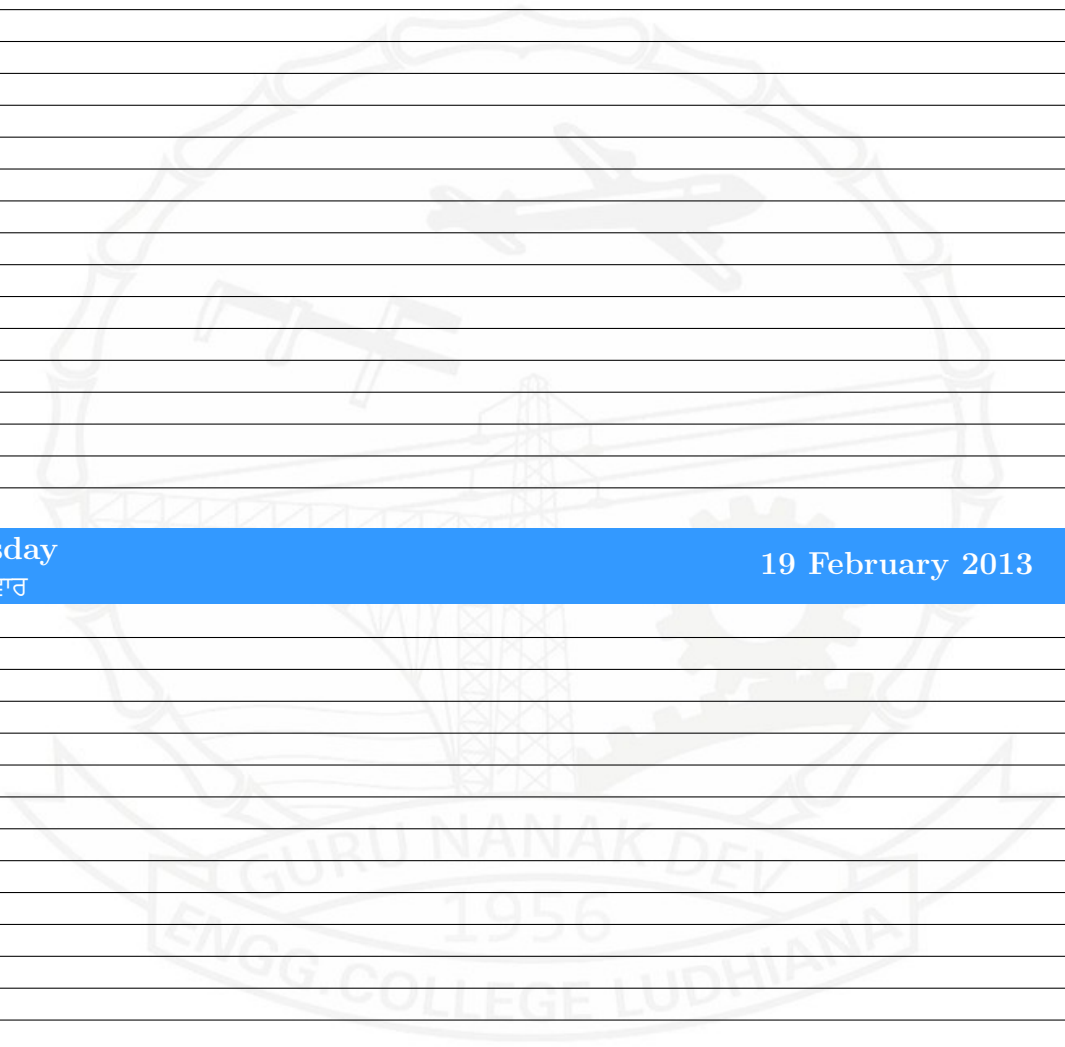 sday
ਵਾਰ
19 February 2013
GURU NANAK DEV
1956
ENGG. COLLEGE LUDHIANA